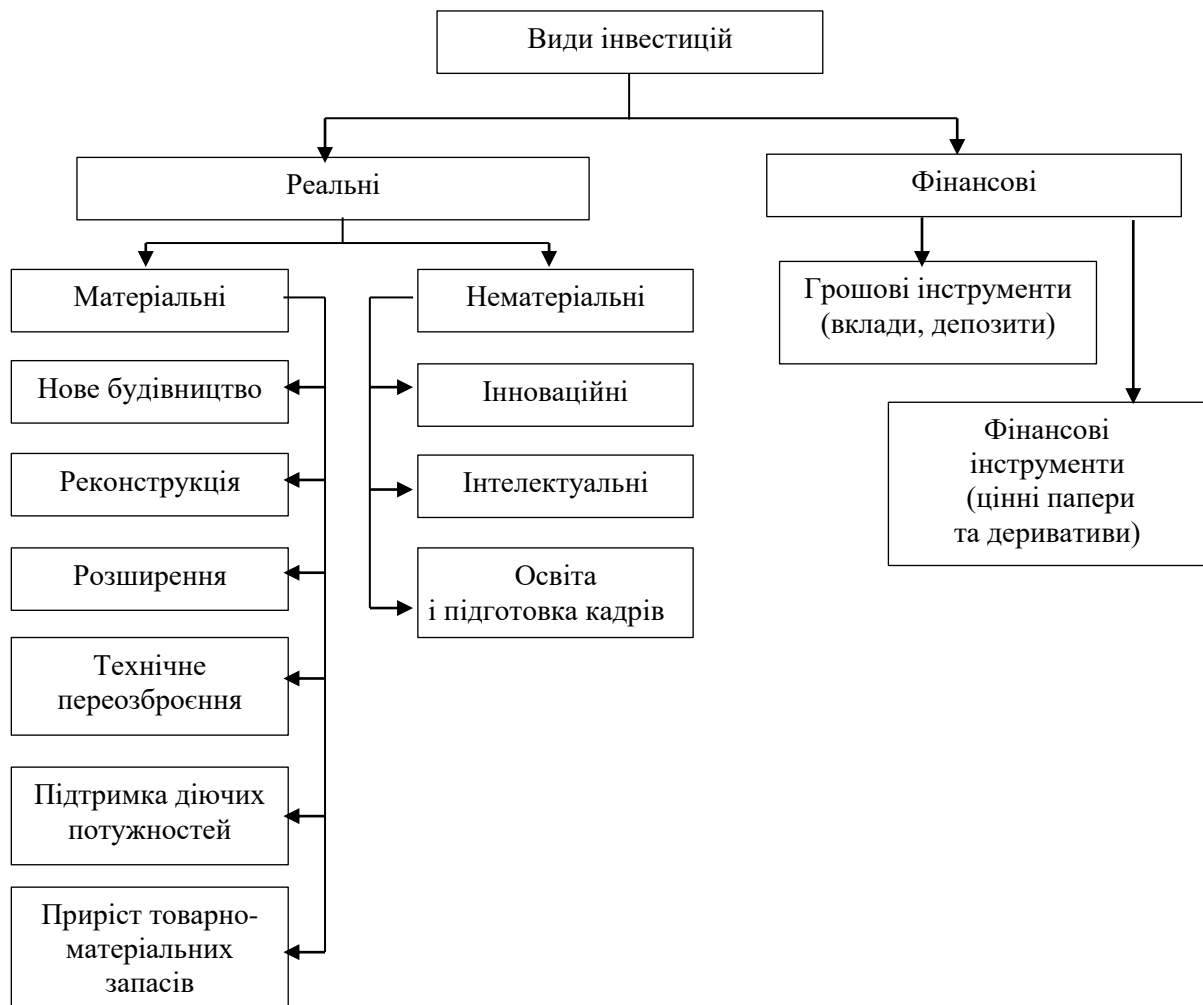 Види інвестицій
Реальні
Фінансові
Матеріальні
Нематеріальні
Грошові інструменти
(вклади, депозити)
Нове будівництво
Інноваційні
Фінансові
інструменти
(цінні папери
та деривативи)
Реконструкція
Інтелектуальні
Розширення
Освіта
і підготовка кадрів
Технічне
переозброєння
Підтримка діючих
потужностей
Приріст товарно-
матеріальних
запасів